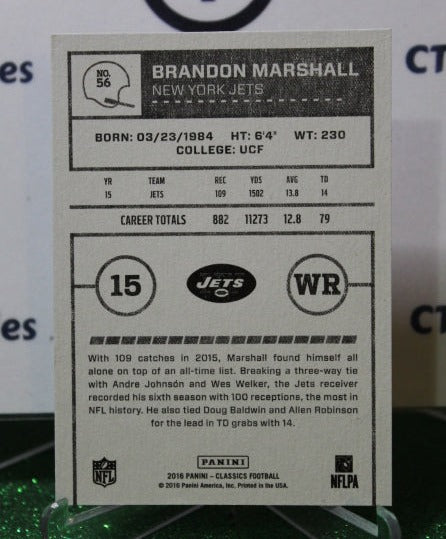 CT
NO.
56
BRANDON MARSHALL
NEW YORK JETS
les
BORN: 03/23/1984 HT: 6'4" WT: 230
COLLEGE: UCF
YR TEAM REC YDS AVG TD
15 JETS 109 1502 13.8 14
CAREER TOTALS 882 11273 12.8 79
15
JETS
WR
les
CT
With 109 catches in 2015, Marshall found himself all
alone on top of an all-time list. Breaking a three-way tie
with Andre Johnson and Wes Welker, the Jets receiver
recorded his sixth season with 100 receptions, the most in
NFL history. He also tied Doug Baldwin and Allen Robinson
for the lead in TD grabs with 14.
NFL
PANINI
NFLPA
2016 PANINI - CLASSICS FOOTBALL
© 2016 Panini America, Inc. Printed in the USA.